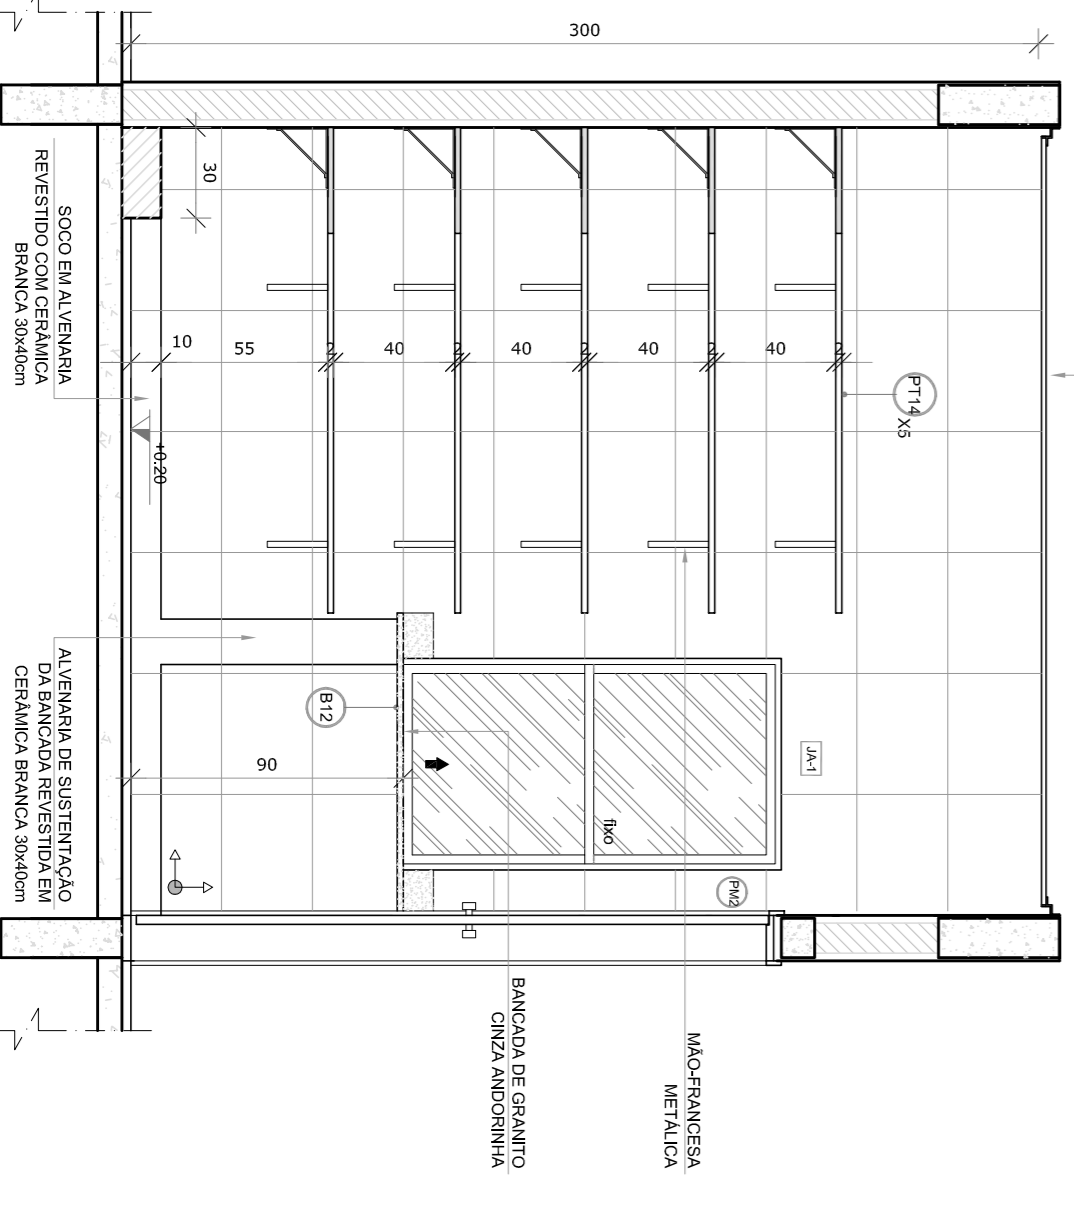 300
30
10
55
2
40
2
40
2
40
2
40
2
PT14
X5
SOCO EM ALVENARIA
REVESTIDO COM CERÂMICA
BRANCA 30x40cm
+0.20
ALVENARIA DE SUSTENTAÇÃO
DA BANCADA REVESTIDA EM
CERÂMICA BRANCA 30x40cm
B12
90
JA-1
fixo
PM2
BANCADA DE GRANITO
CINZA ANDORINHA
MÃO-FRANCESA
METÁLICA